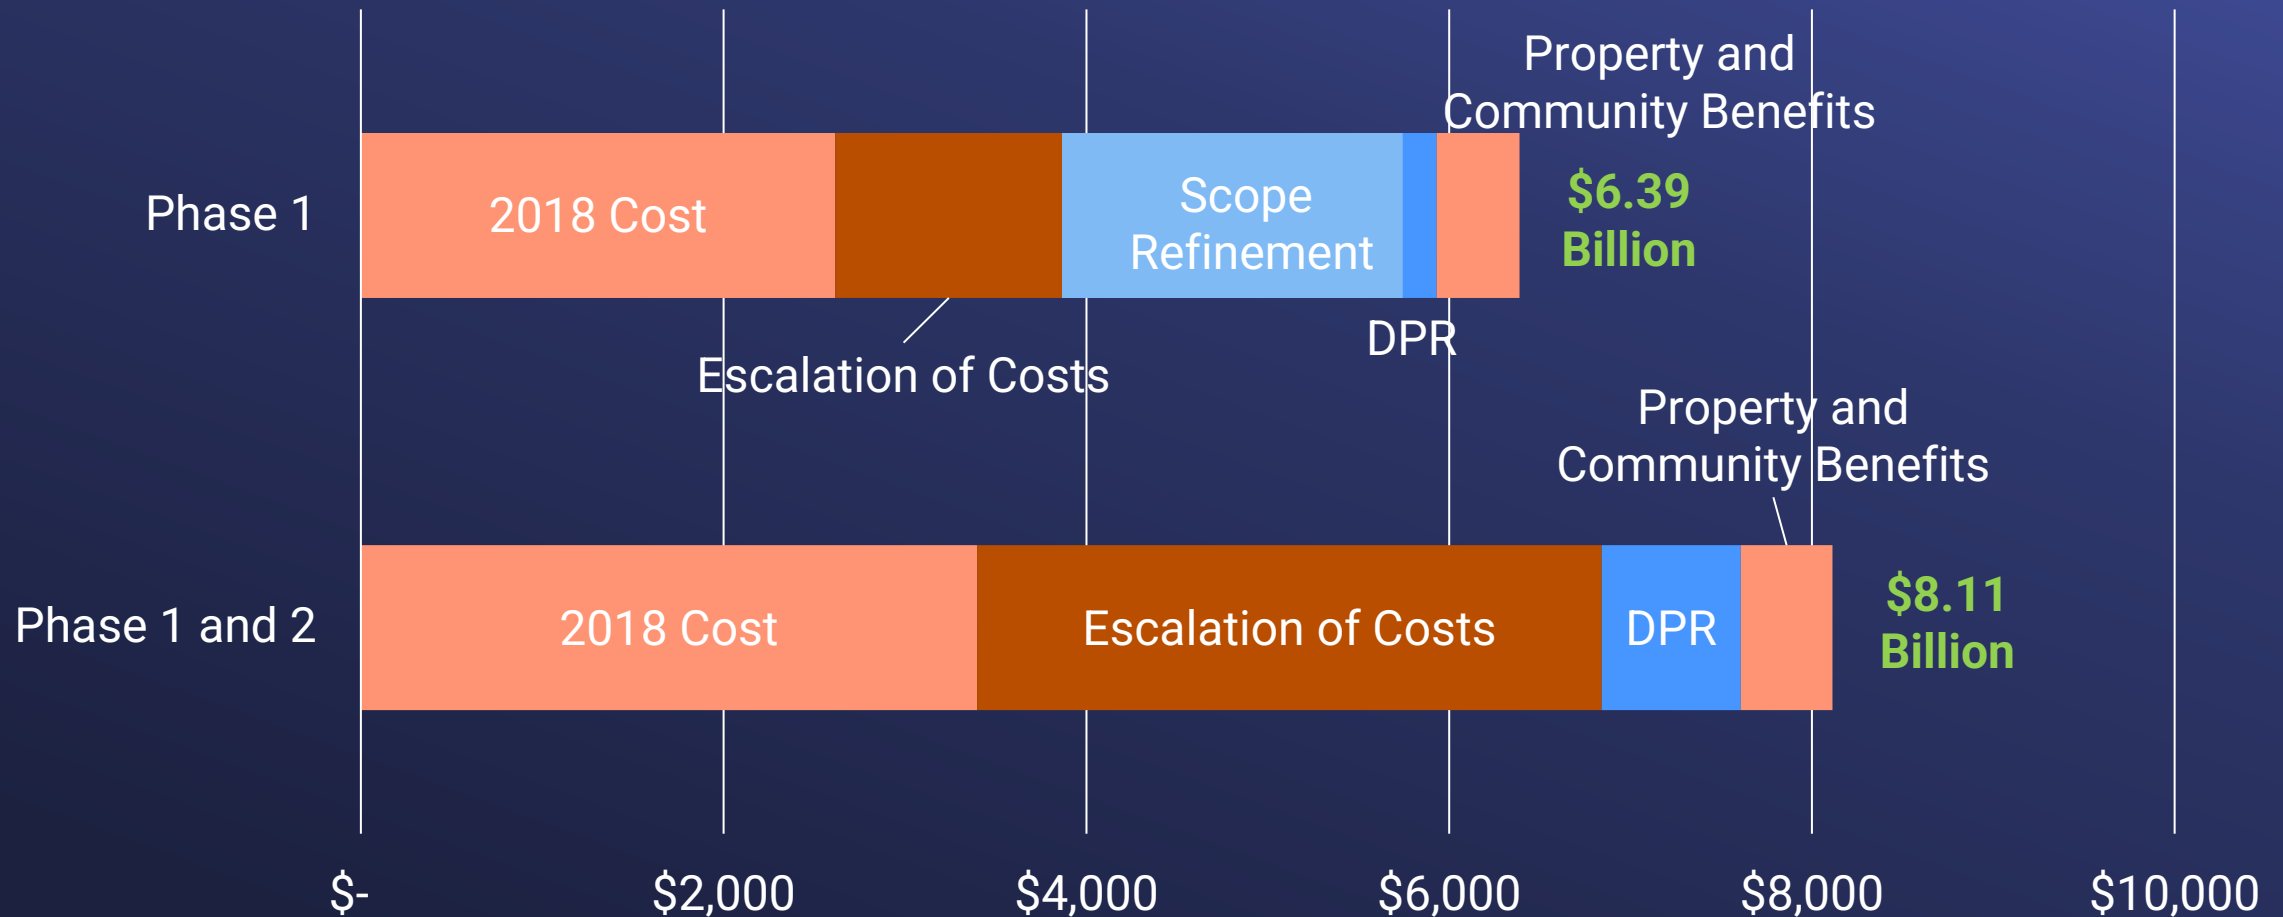 Property and
Community Benefits
Phase 1
2018 Cost
Scope
Refinement
$6.39
Billion
DPR
Escalation of Costs
Property and
Community Benefits
Phase 1 and 2
2018 Cost
Escalation of Costs
DPR
$8.11
Billion
$-
$2,000
$4,000
$6,000
$8,000
$10,000